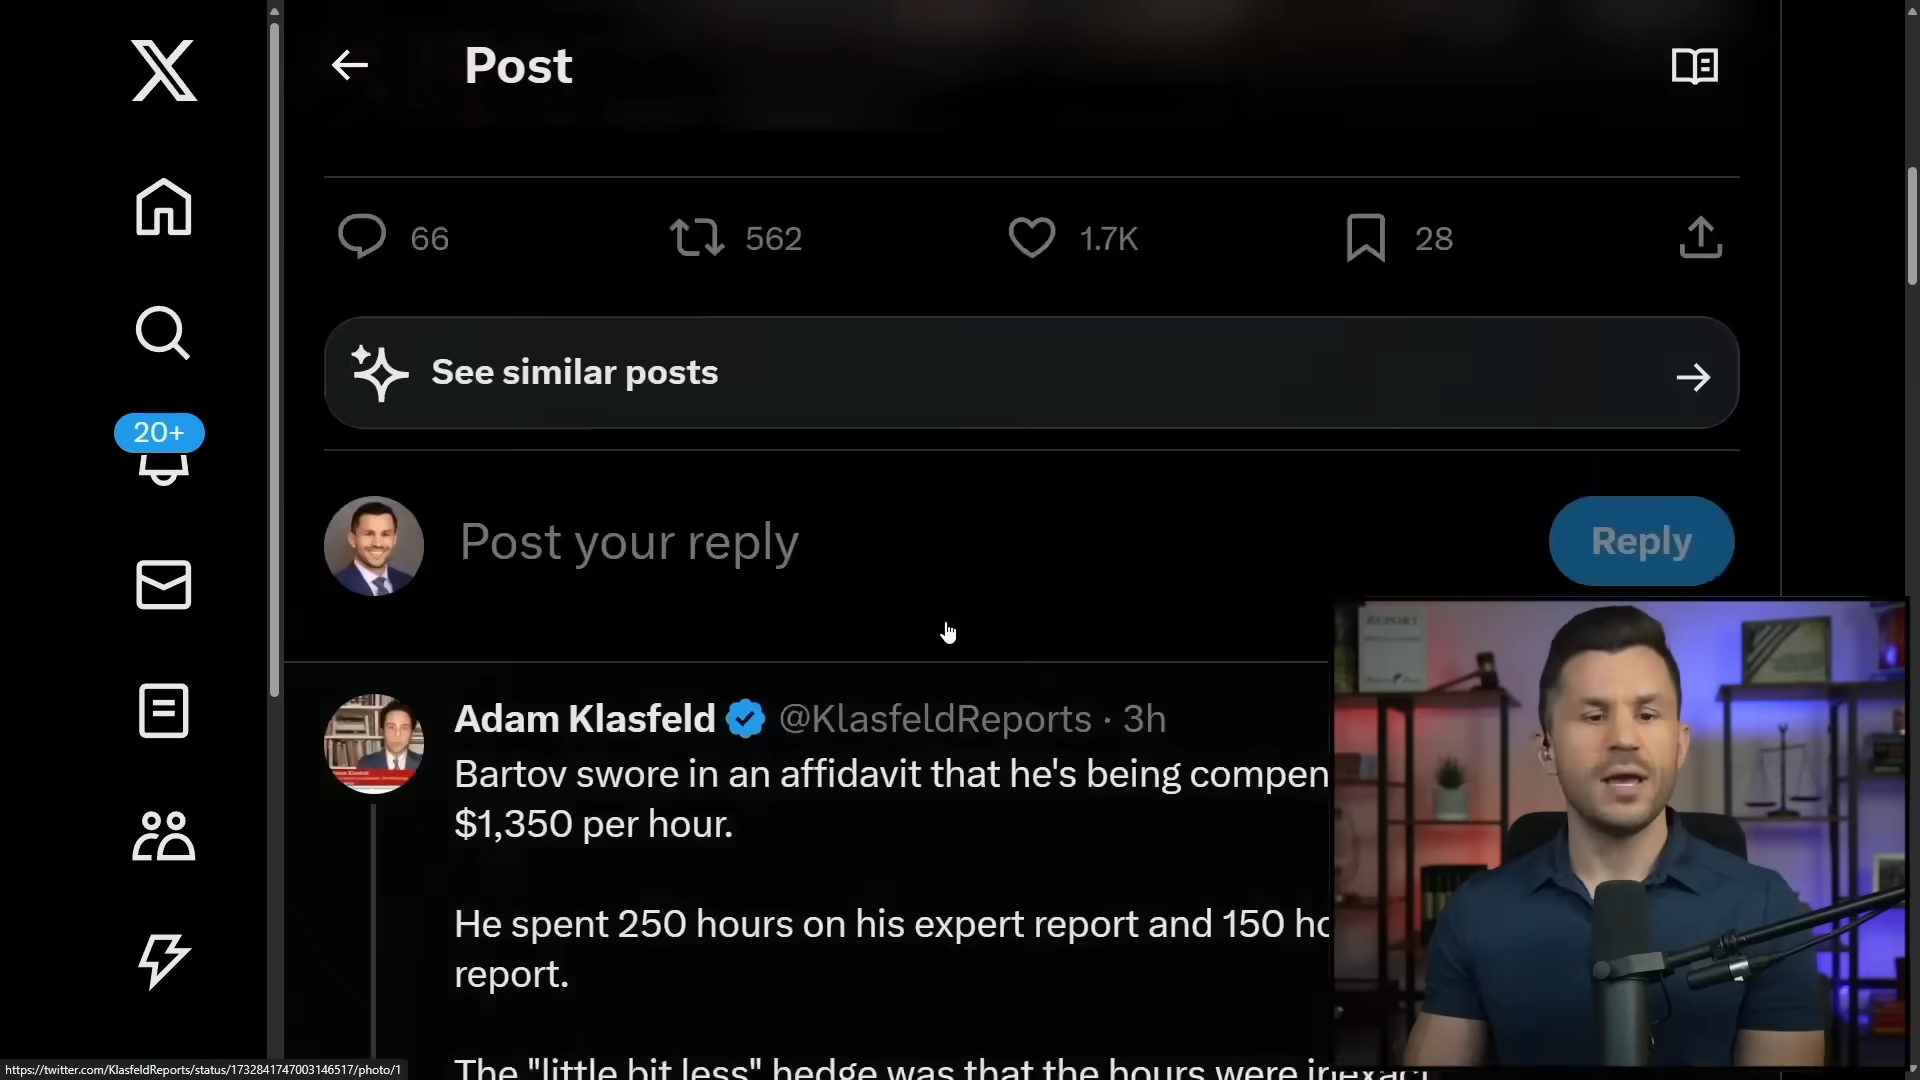 Post
66
562
1.7K
28
See similar posts
20+
Post your reply
Reply
REPORT
Adam Klasfeld @KlasfeldReports · 3h
Bartov swore in an affidavit that he's being compen
$1,350 per hour.
He spent 250 hours on his expert report and 150 ho
report.
The "little bit less" hedge was that the hours were inexact
https://twitter.com/KlasfeldReports/status/1732841747003146517/photo/1